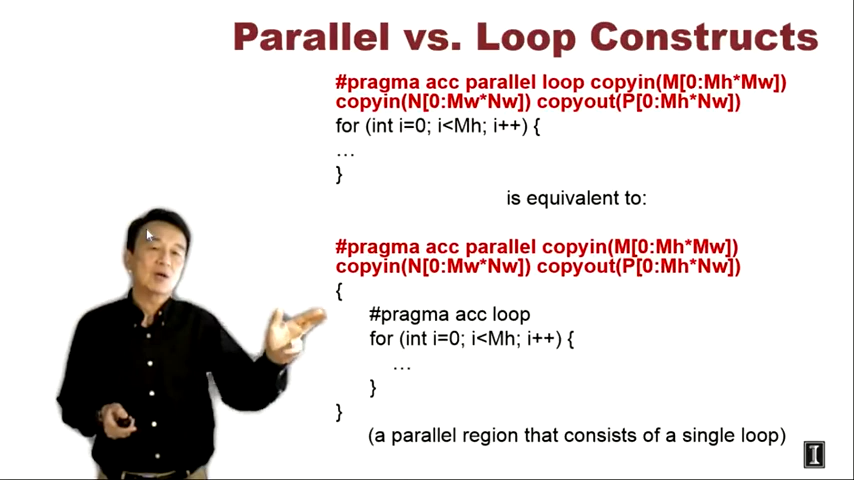 Parallel vs. Loop Constructs
#pragma acc parallel loop copyin(M[0:Mh*Mw])
copyin(N[0:Mw*Nw]) copyout(P[0:Mh*Nw])
for (int i=0; i<Mh; i++) {
…
}
is equivalent to:
#pragma acc parallel copyin(M[0:Mh*Mw])
copyin(N[0:Mw*Nw]) copyout(P[0:Mh*Nw])
{
#pragma acc loop
for (int i=0; i<Mh; i++) {
…
}
}
(a parallel region that consists of a single loop)
I